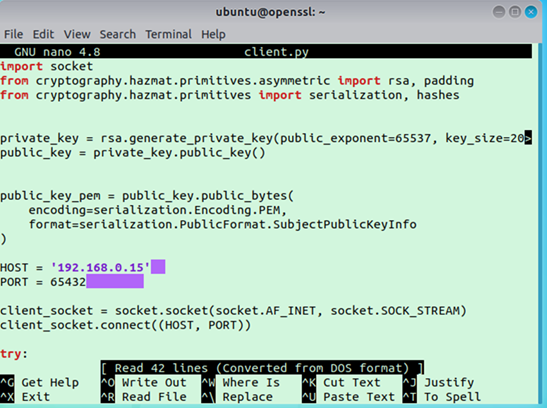 ubuntu@openssl: ~
File Edit View Search Terminal Help
GNU nano 4.8 client.py
import socket
from cryptography.hazmat.primitives.asymmetric import rsa, padding
from cryptography.hazmat.primitives import serialization, hashes
private_key = rsa.generate_private_key(public_exponent=65537, key_size=20>
public_key = private_key.public_key()
public_key_pem = public_key.public_bytes(
    encoding=serialization.Encoding.PEM,
    format=serialization.PublicFormat.SubjectPublicKeyInfo
)
HOST = '192.168.0.15'
PORT = 65432
client_socket = socket.socket(socket.AF_INET, socket.SOCK_STREAM)
client_socket.connect((HOST, PORT))
try:
[ Read 42 lines (Converted from DOS format) ]
^G Get Help ^O Write Out ^W Where Is ^K Cut Text ^J Justify
^X Exit ^R Read File ^\ Replace ^U Paste Text ^T To Spell